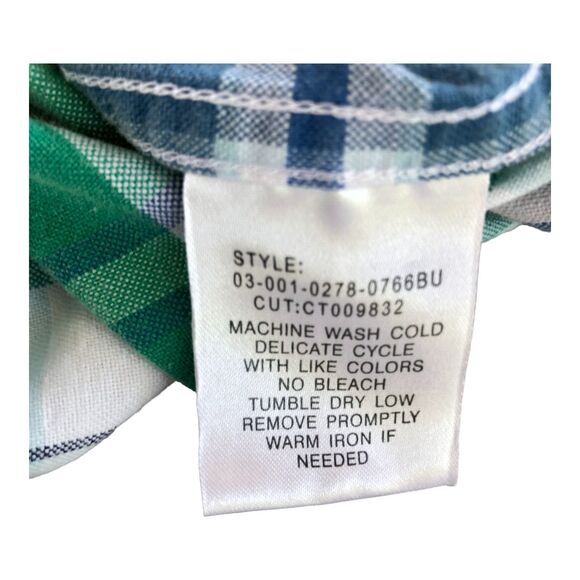 STYLE:
03-001-0278-0766BU
CUT:CT009832
MACHINE WASH COLD
DELICATE CYCLE
WITH LIKE COLORS
NO BLEACH
TUMBLE DRY LOW
REMOVE PROMPTLY
WARM IRON IF
NEEDED